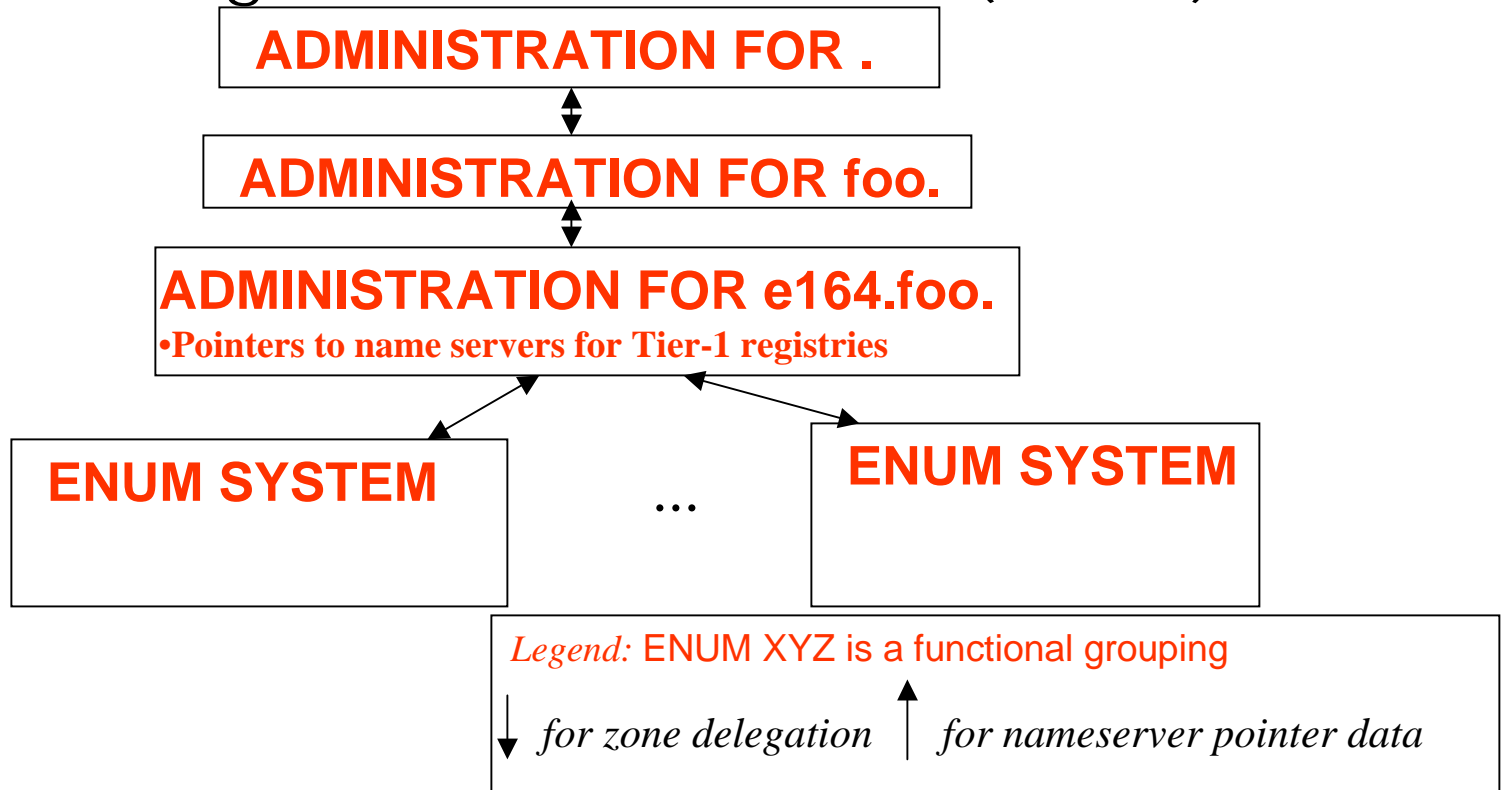 ADMINISTRATION FOR .
ADMINISTRATION FOR foo.
ADMINISTRATION FOR e164.foo.
•Pointers to name servers for Tier-1 registries
ENUM SYSTEM
...
ENUM SYSTEM
Legend: ENUM XYZ is a functional grouping
for zone delegation
for nameserver pointer data